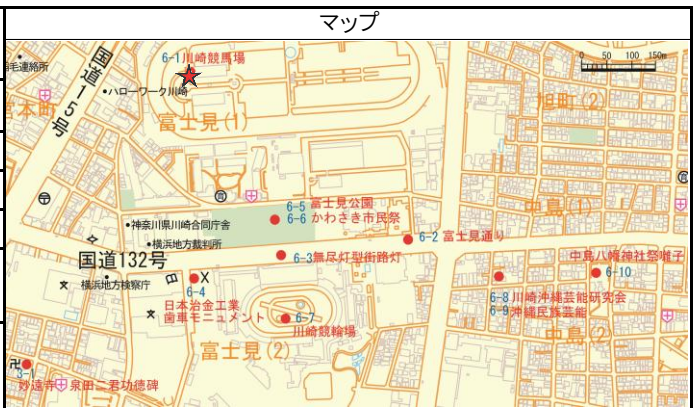 マップ
6-1川崎競馬場
0 50 100 150m
毛連絡所
国道15号
ハローワーク川崎
宮本町
富士見(1)
旭町(2)
6-5 富士見公園
6-6 かわさき市民祭
中島(1)
神奈川県川崎合同庁舎
横浜地方裁判所
6-2 富士見通り
国道132号
6-3無尽灯型街路灯
中島八幡神社祭囃子
6-10
横浜地方検察庁
6-4
日本冶金工業
歯車モニュメント
6-7
川崎競輪場
6-8 川崎沖縄芸能研究会
6-9 沖縄民族芸能
富士見(2)
中島(2)
3-1
妙遠寺 泉田二君功徳碑